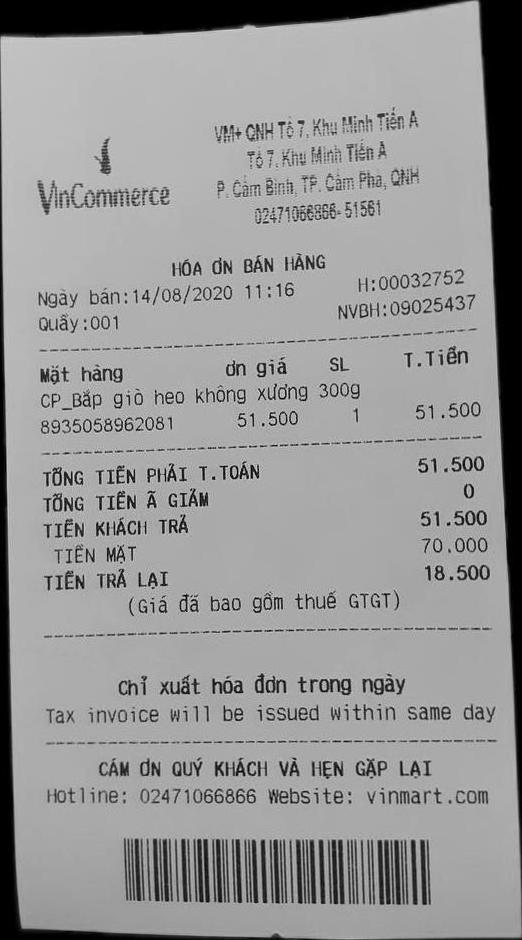 VinCommerce
VM+ QNH Tổ 7, Khu Minh Tiến A
Tổ 7, Khu Minh Tiến A
P. Cẩm Bình, TP. Cẩm Phả, QNH
02471066866-51561
HÓA ƠN BÁN HÀNG
Ngày bán:14/08/2020 11:16 H:00032752
Quầy:001 NVBH:09025437
Mặt hàng ơn giá SL T.Tiền
CP_Bắp giò heo không xương 300g
8935058962081 51.500 1 51.500
TỔNG TIỀN PHẢI T.TOÁN 51.500
TỔNG TIỀN Ã GIẢM 0
TIỀN KHÁCH TRẢ 51.500
TIỀN MẶT 70.000
TIỀN TRẢ LẠI 18.500
(Giá đã bao gồm thuế GTGT)
Chỉ xuất hóa đơn trong ngày
Tax invoice will be issued within same day
CÁM ƠN QUÝ KHÁCH VÀ HẸN GẶP LẠI
Hotline: 02471066866 Website: vinmart.com